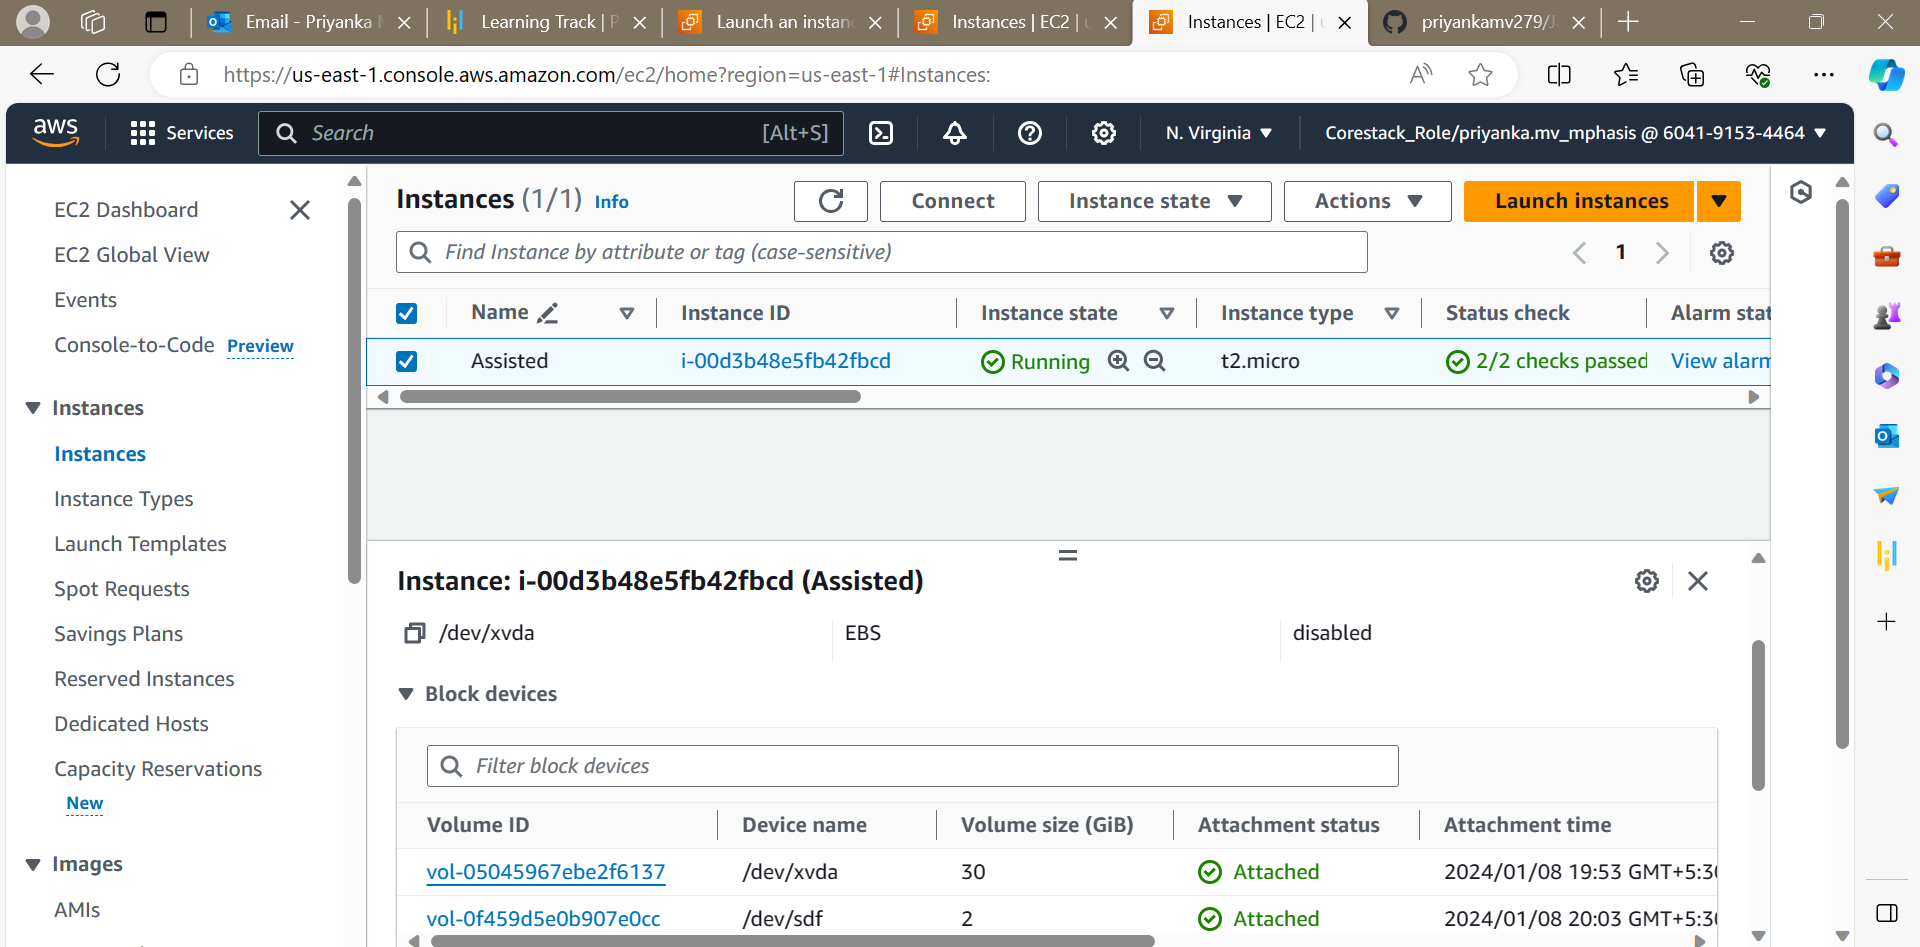 Email - Priyanka M
Learning Track | P
Launch an instanc
Instances | EC2 | u
Instances | EC2 | u
priyankamv279/Ja
https://us-east-1.console.aws.amazon.com/ec2/home?region=us-east-1#Instances:
aws
Services
Search
[Alt+S]
N. Virginia
Corestack_Role/priyanka.mv_mphasis @ 6041-9153-4464
EC2 Dashboard
EC2 Global View
Events
Console-to-Code Preview
Instances
Instances
Instance Types
Launch Templates
Spot Requests
Savings Plans
Reserved Instances
Dedicated Hosts
Capacity Reservations
New
Images
AMIs
Instances (1/1) Info
Connect
Instance state
Actions
Launch instances
Find Instance by attribute or tag (case-sensitive)
1
Name Instance ID Instance state Instance type Status check Alarm stat
Assisted i-00d3b48e5fb42fbcd Running t2.micro 2/2 checks passed View alarm
Instance: i-00d3b48e5fb42fbcd (Assisted)
/dev/xvda EBS disabled
Block devices
Filter block devices
Volume ID Device name Volume size (GiB) Attachment status Attachment time
vol-05045967ebe2f6137 /dev/xvda 30 Attached 2024/01/08 19:53 GMT+5:30
vol-0f459d5e0b907e0cc /dev/sdf 2 Attached 2024/01/08 20:03 GMT+5:30